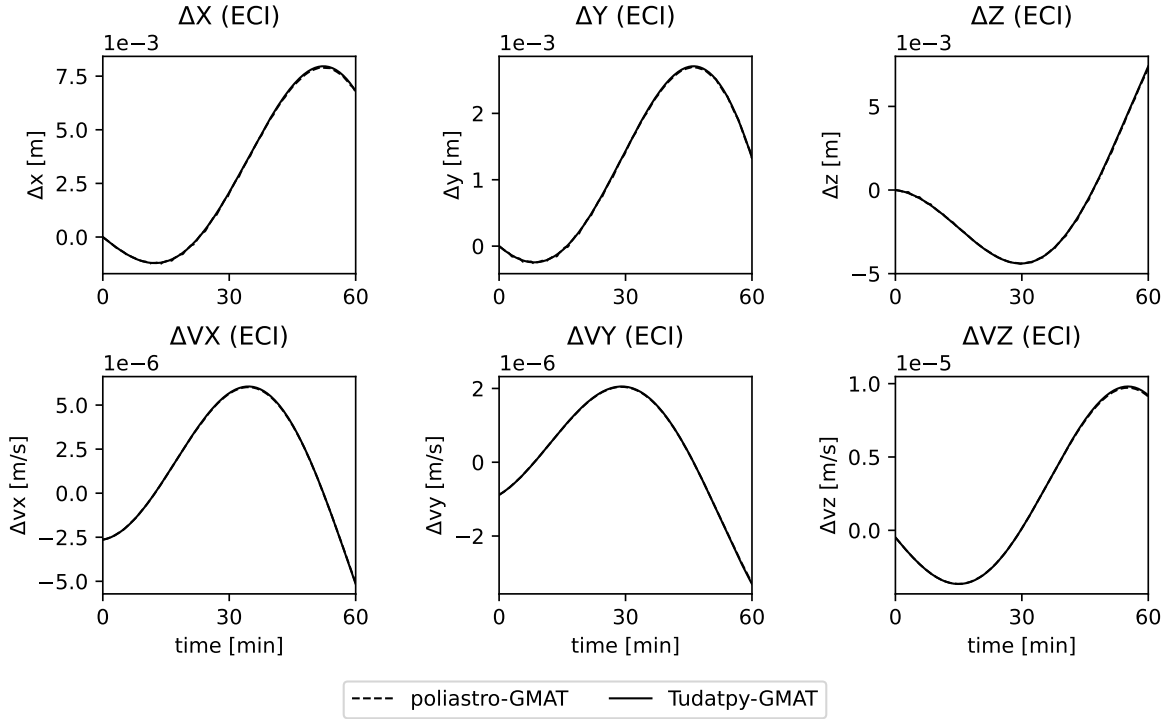 ΔX (ECI)
1e−3
7.5
5.0
2.5
0.0
Δx [m]
0 30 60
ΔY (ECI)
1e−3
2
1
0
Δy [m]
0 30 60
ΔZ (ECI)
1e−3
5
0
−5
Δz [m]
0 30 60
ΔVX (ECI)
1e−6
5.0
2.5
0.0
−2.5
−5.0
Δvx [m/s]
0 30 60
time [min]
ΔVY (ECI)
1e−6
2
0
−2
Δvy [m/s]
0 30 60
time [min]
ΔVZ (ECI)
1e−5
1.0
0.5
0.0
Δvz [m/s]
0 30 60
time [min]
poliastro-GMAT Tudatpy-GMAT